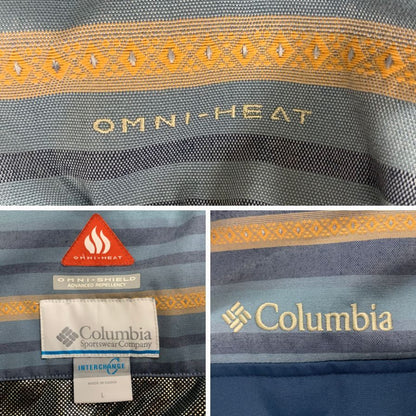 OMNI-HEAT
OMNI-HEAT
OMNI-SHIELD
ADVANCED REPELLENCY
Columbia
Sportswear Company
INTERCHANGE
L
Columbia